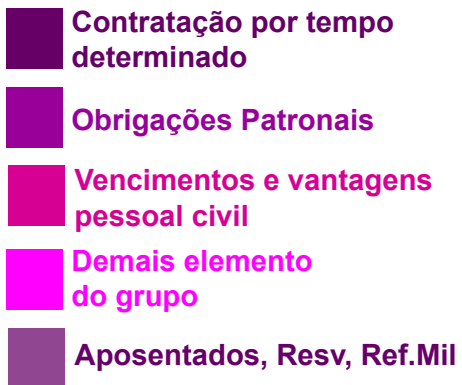 Contratação por tempo
determinado
Obrigações Patronais
Vencimentos e vantagens
pessoal civil
Demais elemento
do grupo
Aposentados, Resv, Ref.Mil